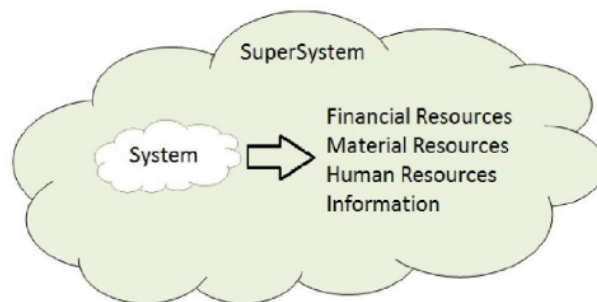 SuperSystem
System
Financial Resources
Material Resources
Human Resources
Information